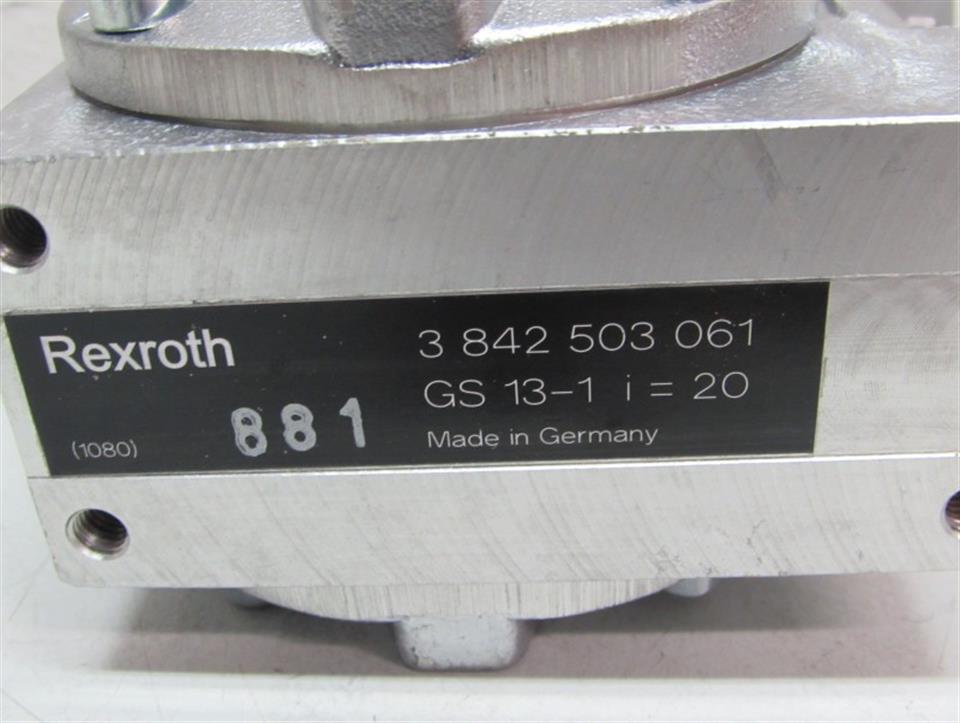 Rexroth
3 842 503 061
GS 13-1 i = 20
(1080)
881
Made in Germany